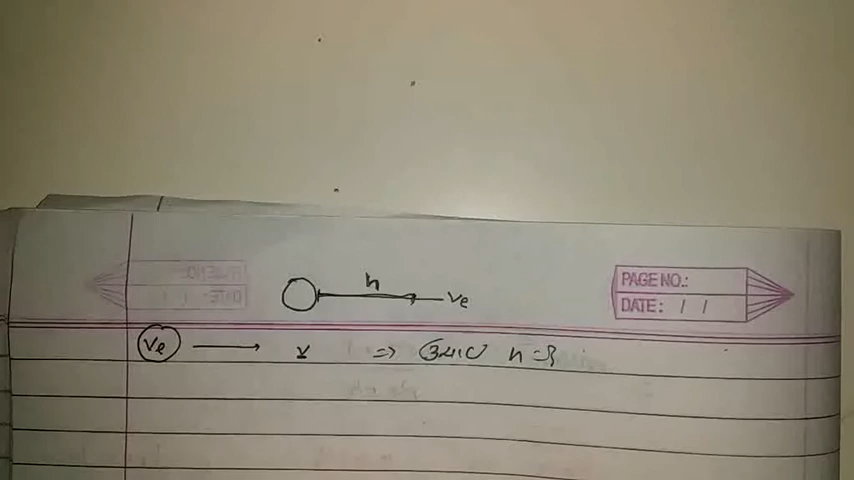 h
ve
PAGE NO.:
DATE: / /
ve → v ⇒ h =